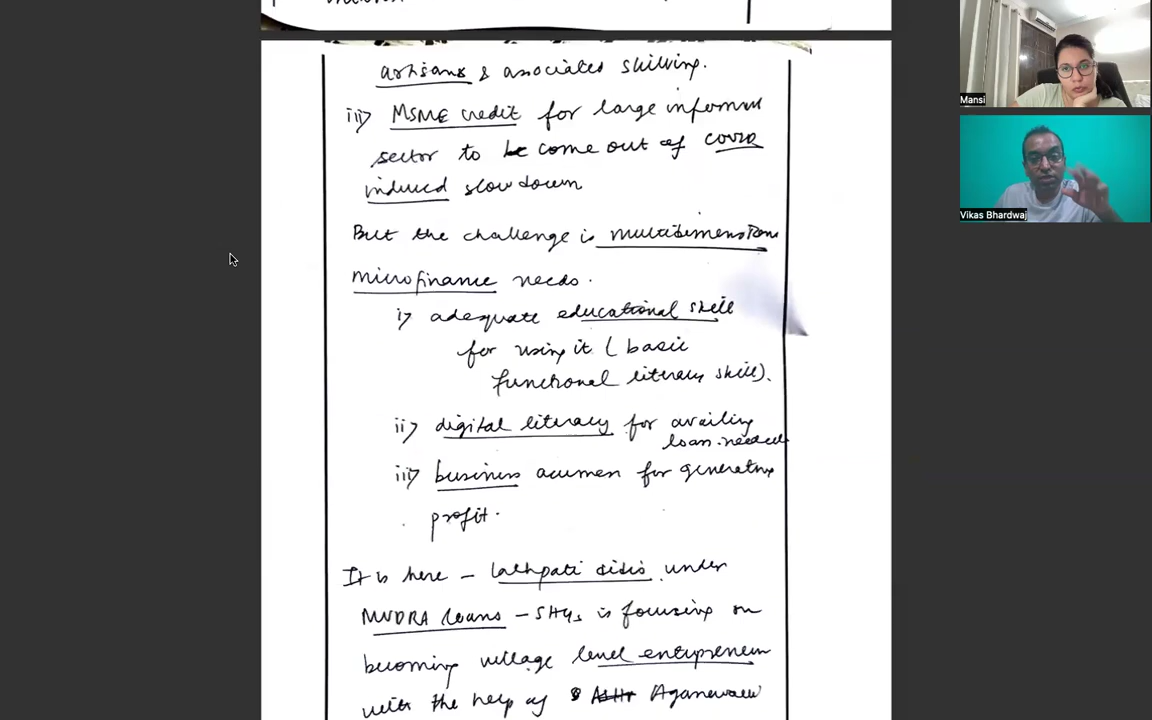 artisans & associates skilling.
iii) MSME credit for large informal
sector to come out of covid
induced slowdown
But the challenge is multidimensional
microfinance needs.
i) adequate educational skill
for using it (basic
functional literacy skill).
ii) digital literacy for availing
loan needed
iii) business acumen for generating
profit.
It is here - lakhpati didis under
MUDRA loans - SHGs is focusing on
becoming village level entrepreneur
with the help of
Mansi
Vikas Bhardwaj